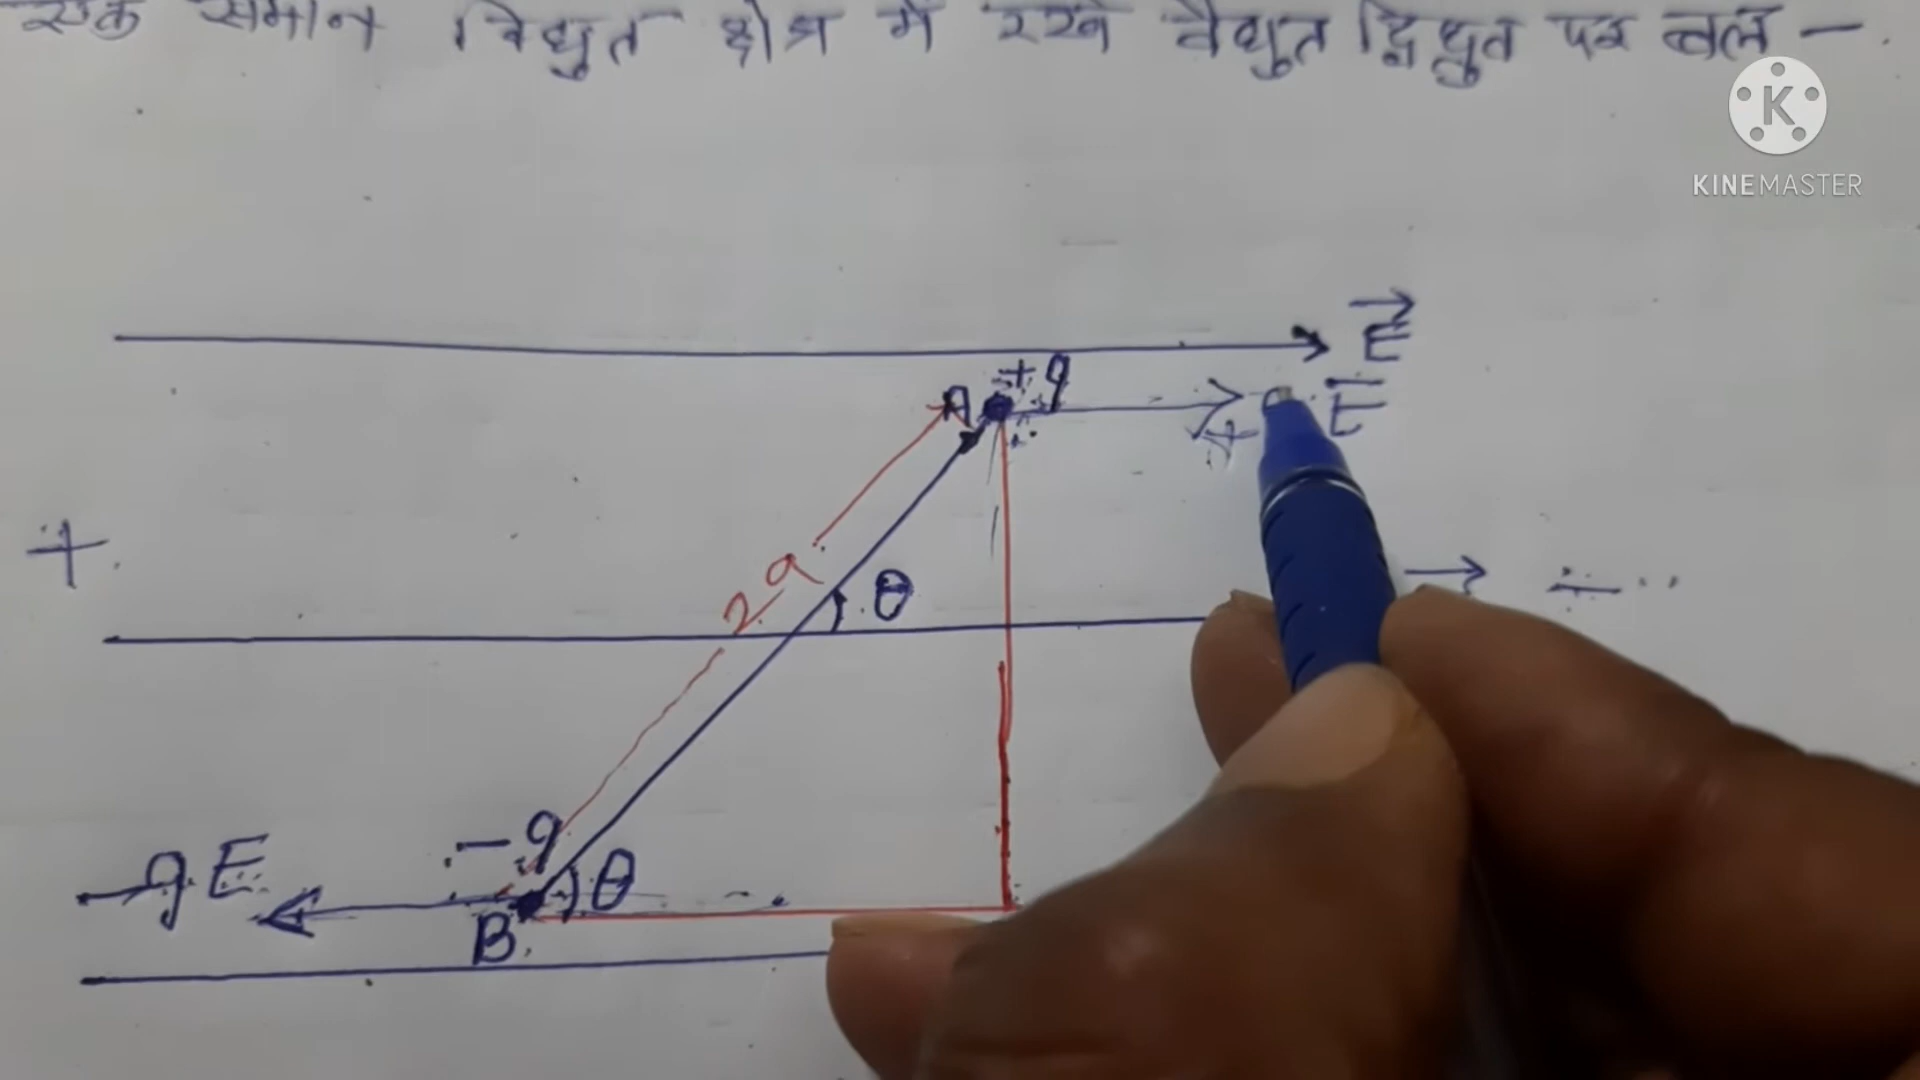 एक समान विद्युत क्षेत्र में रखे वैद्युत द्विध्रुव पर बल –
KINEMASTER
E
+q
A
E
+
2a
θ
–
-q
-qE
θ
B